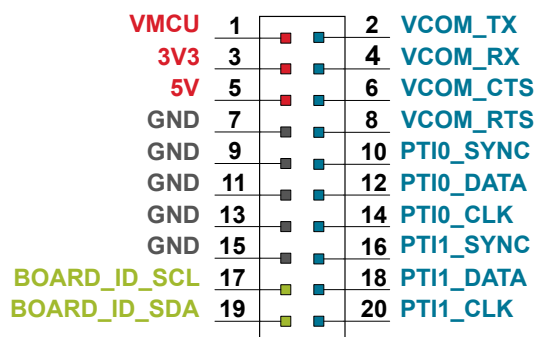 VMCU 1 2 VCOM_TX
3V3 3 4 VCOM_RX
5V 5 6 VCOM_CTS
GND 7 8 VCOM_RTS
GND 9 10 PTI0_SYNC
GND 11 12 PTI0_DATA
GND 13 14 PTI0_CLK
GND 15 16 PTI1_SYNC
BOARD_ID_SCL 17 18 PTI1_DATA
BOARD_ID_SDA 19 20 PTI1_CLK